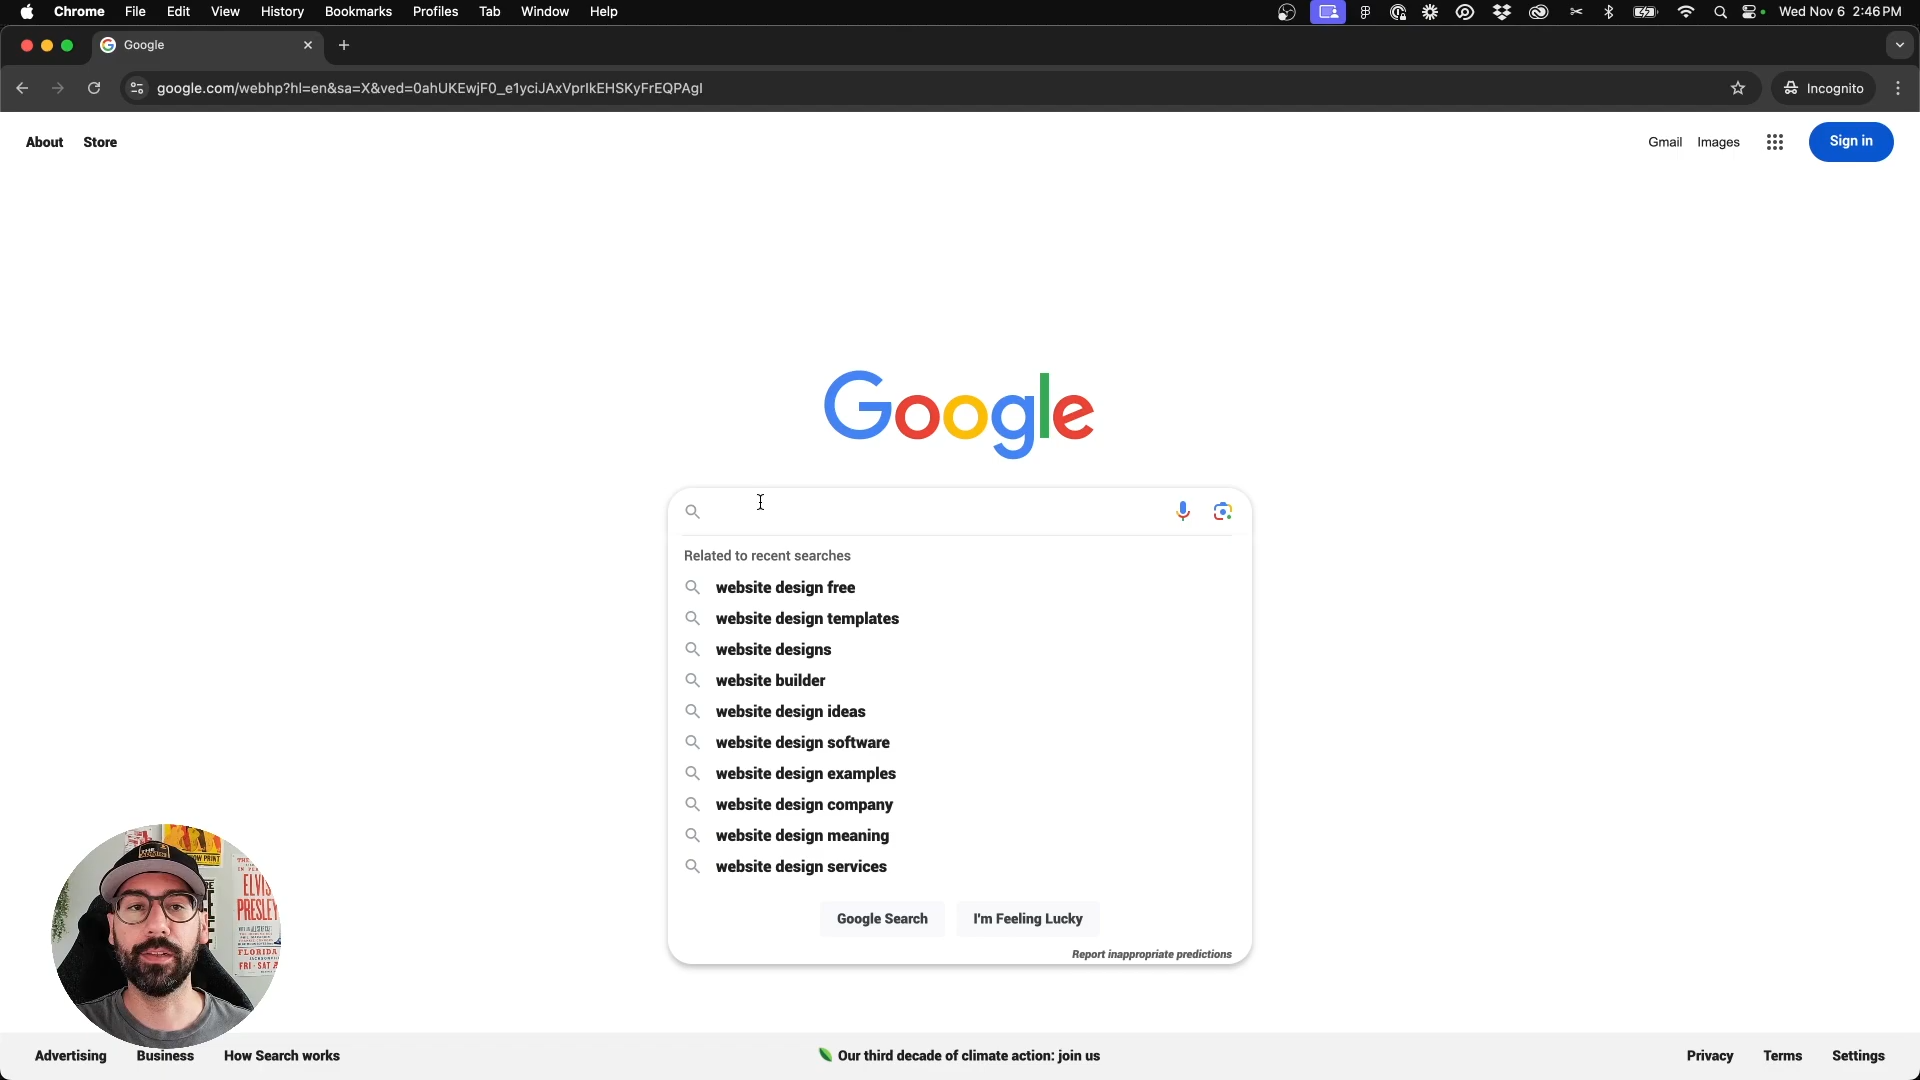 Chrome File Edit View History Bookmarks Profiles Tab Window Help Wed Nov 6 2:46 PM
Google
google.com/webhp?hl=en&sa=X&ved=0ahUKEwjF0_e1yciJAxVprIkEHSKyFrEQPAgI Incognito
About Store Gmail Images Sign in
Google
Related to recent searches
website design free
website design templates
website designs
website builder
website design ideas
website design software
website design examples
website design company
website design meaning
website design services
Google Search I'm Feeling Lucky
Report inappropriate predictions
ELVIS
PRESLEY
FLORIDA
FRI · SAT
Advertising Business How Search works Our third decade of climate action: join us Privacy Terms Settings